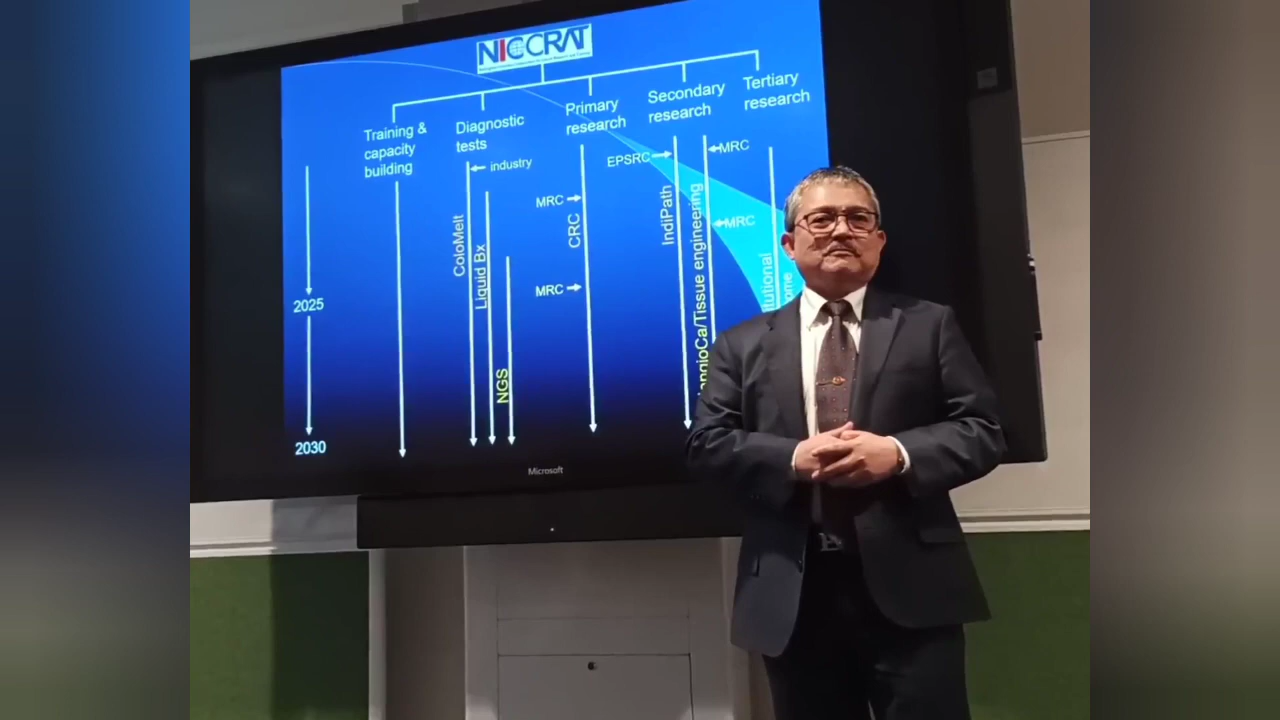 NICCRAT
Training &
capacity
building
Diagnostic
tests
Primary
research
Secondary
research
Tertiary
research
industry
EPSRC
MRC
MRC
MRC
MRC
ColoMelt
Liquid Bx
NGS
CRC
IndiPath
/Tissue engineering
2025
2030
Microsoft